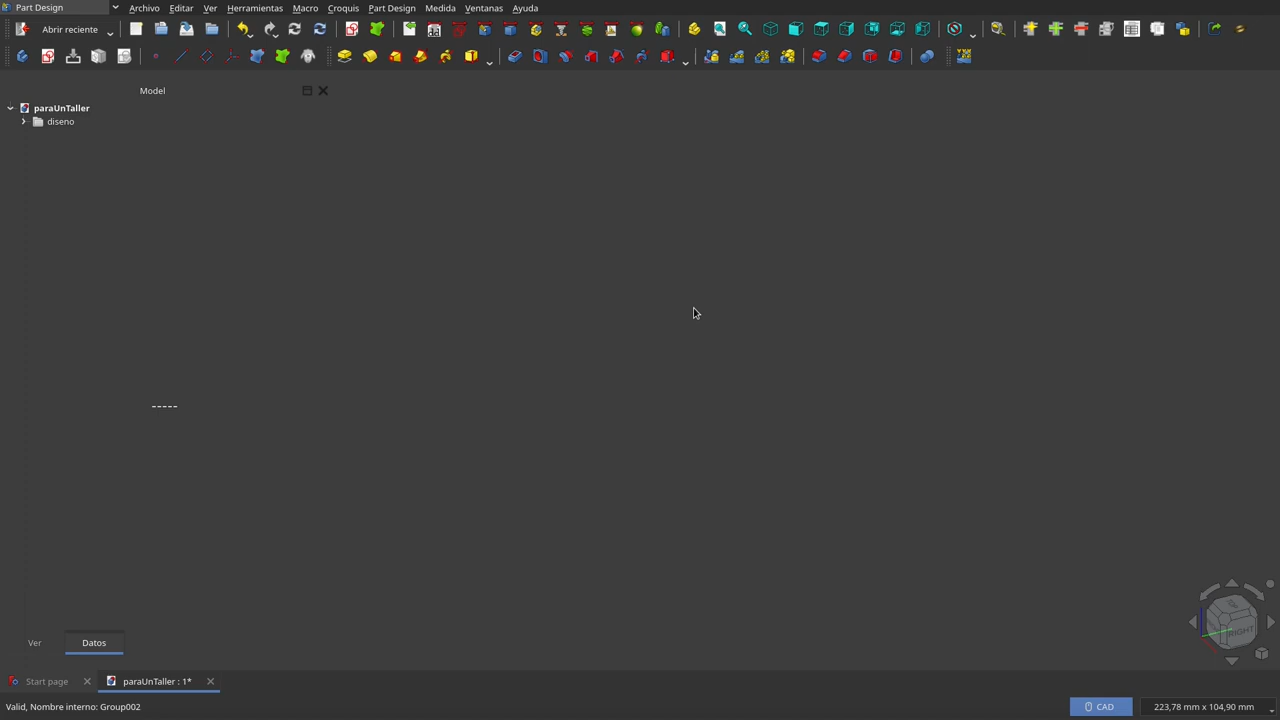 Part Design
Archivo Editar Ver Herramientas Macro Croquis Part Design Medida Ventanas Ayuda
Abrir reciente
Model
paraUnTaller
diseno
-----
RIGHT
Ver Datos
Start page paraUnTaller : 1*
Valid, Nombre interno: Group002
CAD 223,78 mm x 104,90 mm